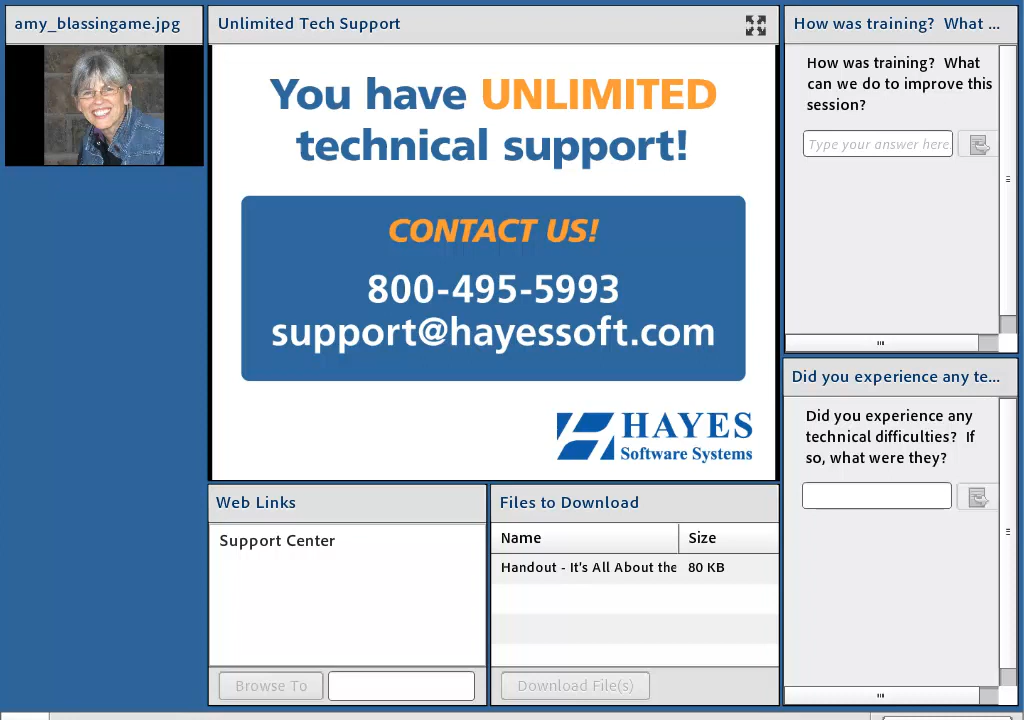 amy_blassingame.jpg
Unlimited Tech Support
You have UNLIMITED
technical support!
CONTACT US!
800-495-5993
support@hayessoft.com
HAYES
Software Systems
How was training?  What ...
How was training?  What
can we do to improve this
session?
Type your answer here.
Did you experience any te...
Did you experience any
technical difficulties?  If
so, what were they?
Web Links
Support Center
Browse To
Files to Download
Name Size
Handout - It's All About the 80 KB
Download File(s)